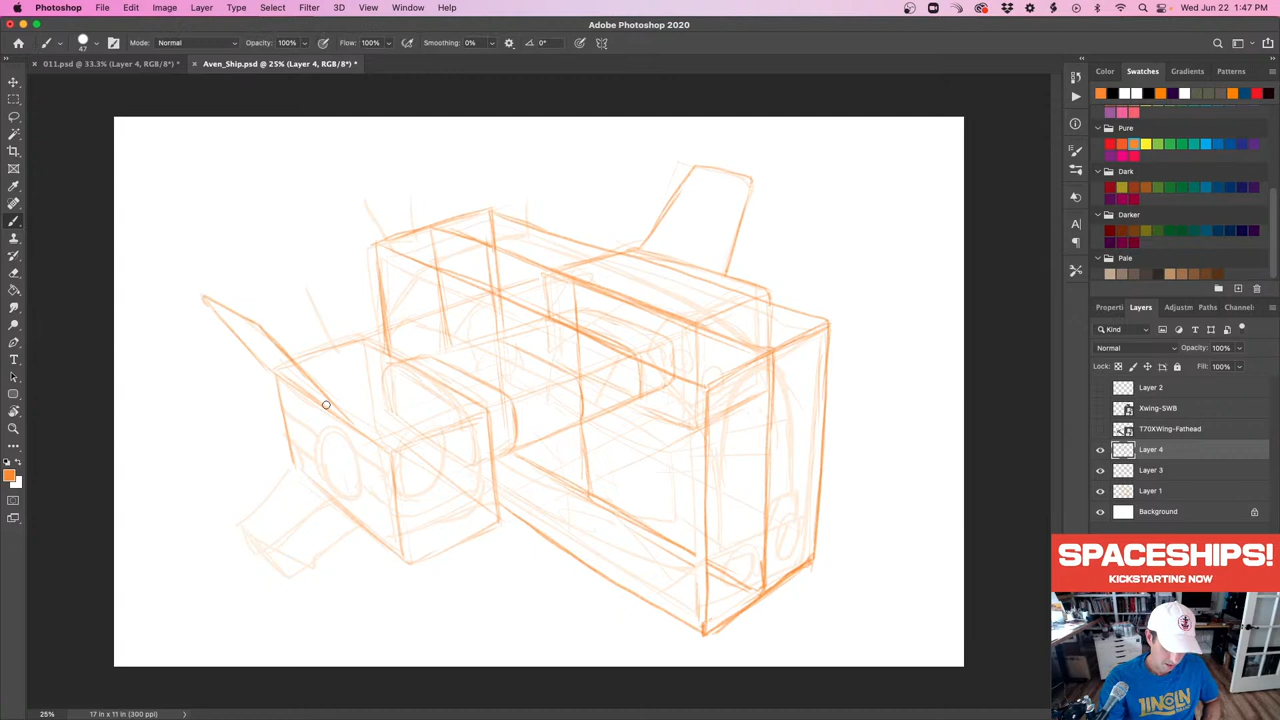 Photoshop File Edit Image Layer Type Select Filter 3D View Window Help Wed Jun 22 1:47 PM
Adobe Photoshop 2020
47 Mode: Normal Opacity: 100% Flow: 100% Smoothing: 0% 0°
011.psd @ 33.3% (Layer 4, RGB/8*) * Aven_Ship.psd @ 25% (Layer 4, RGB/8*) *
Color Swatches Gradients Patterns
Pure
Dark
Darker
Pale
Properti Layers Adjustm Paths Channel:
Kind
Normal Opacity: 100%
Lock: Fill: 100%
Layer 2
Xwing-SWB
T70XWing-Fathead
Layer 4
Layer 3
Layer 1
Background
SPACESHIPS!
KICKSTARTING NOW
LINCOLN
25% 17 in x 11 in (300 ppi)